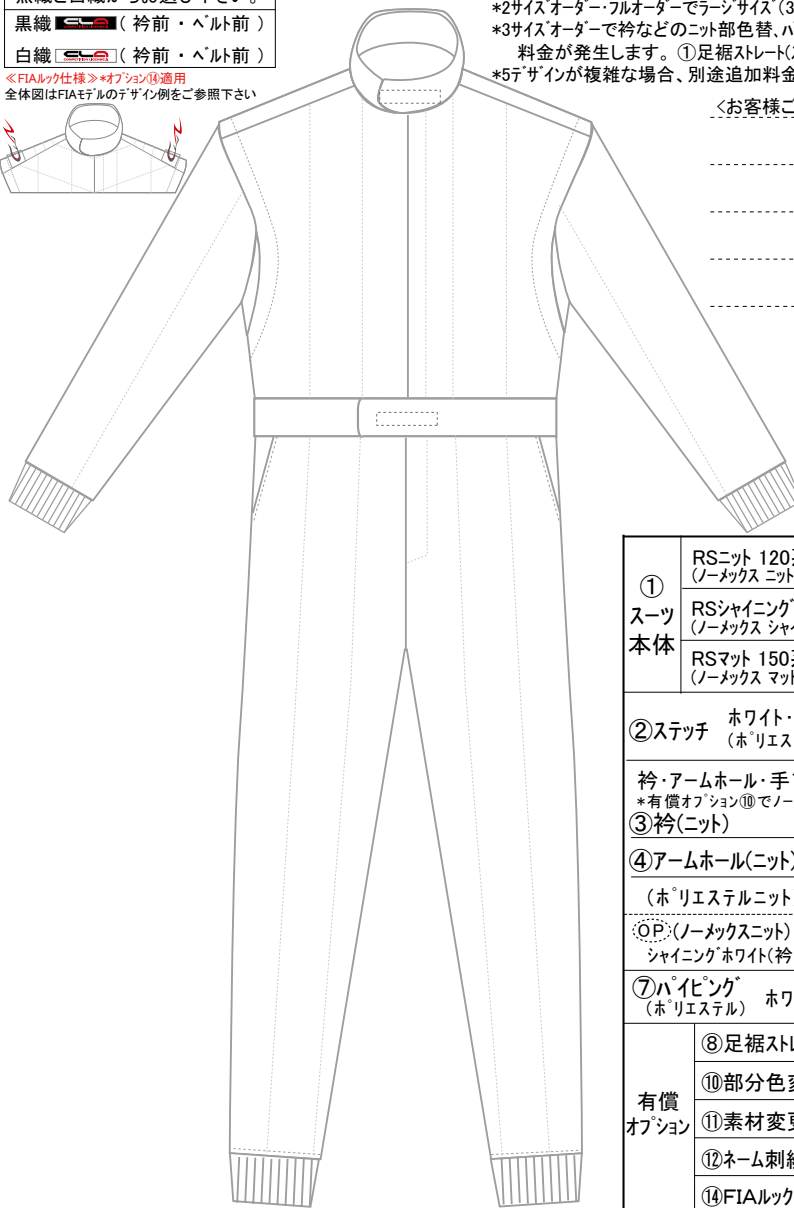 黒織 CLA ( 衿前 ・ ベルト前 )
白織 CLA ( 衿前 ・ ベルト前 )
≪FIAルック仕様≫*オプション⑭適用
全体図はFIAモデルのデザイン例をご参照下さい
*2サイズオーダー・フルオーダーでラージサイズ(3
*3サイズオーダーで衿などのニット部色替、パ
料金が発生します。①足裾ストレート(
*5デザインが複雑な場合、別途追加料金
<お客様ご
① スーツ 本体
RSニット 120
(ノーメックス ニット
RSシャイニング
(ノーメックス シャイ
RSマット 150
(ノーメックス マット
②ステッチ ホワイト・
(ポリエス
衿・アームホール・手
*有償オプション⑩でノー
③衿(ニット)
④アームホール(ニット)
(ポリエステルニット
OP (ノーメックスニット)
シャイニングホワイト(衿
⑦パイピング ホワ
(ポリエステル)
有償 オプション
⑧足裾ストレ
⑩部分色変
⑪素材変更
⑫ネーム刺繍
⑭FIAルック